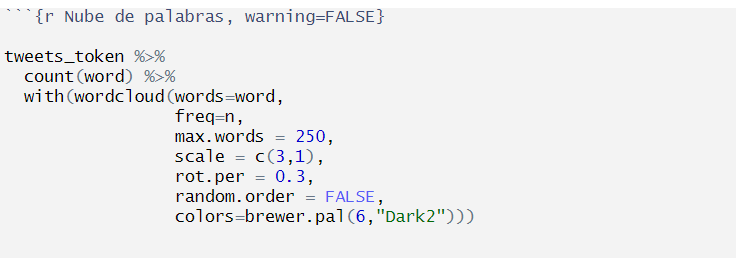 ```{r Nube de palabras, warning=FALSE}
tweets_token %>%
  count(word) %>%
  with(wordcloud(words=word,
                 freq=n,
                 max.words = 250,
                 scale = c(3,1),
                 rot.per = 0.3,
                 random.order = FALSE,
                 colors=brewer.pal(6,"Dark2")))